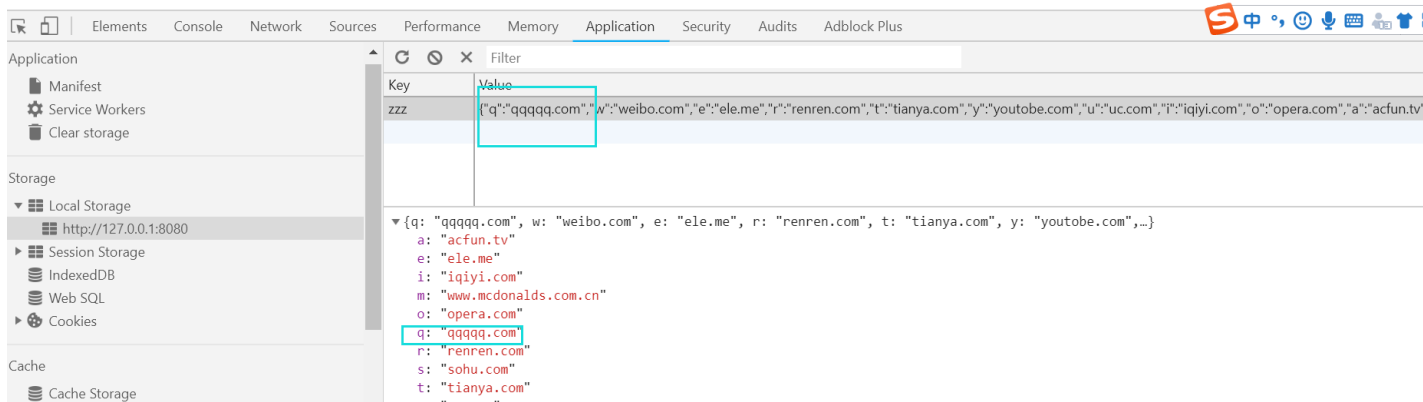 Elements Console Network Sources Performance Memory Application Security Audits Adblock Plus
S 中
Application
Manifest
Service Workers
Clear storage
Storage
Local Storage
http://127.0.0.1:8080
Session Storage
IndexedDB
Web SQL
Cookies
Cache
Cache Storage
Filter
Key Value
zzz {"q":"qqqqq.com","w":"weibo.com","e":"ele.me","r":"renren.com","t":"tianya.com","y":"youtobe.com","u":"uc.com","i":"iqiyi.com","o":"opera.com","a":"acfun.tv"
{q: "qqqqq.com", w: "weibo.com", e: "ele.me", r: "renren.com", t: "tianya.com", y: "youtobe.com",…}
a: "acfun.tv"
e: "ele.me"
i: "iqiyi.com"
m: "www.mcdonalds.com.cn"
o: "opera.com"
q: "qqqqq.com"
r: "renren.com"
s: "sohu.com"
t: "tianya.com"